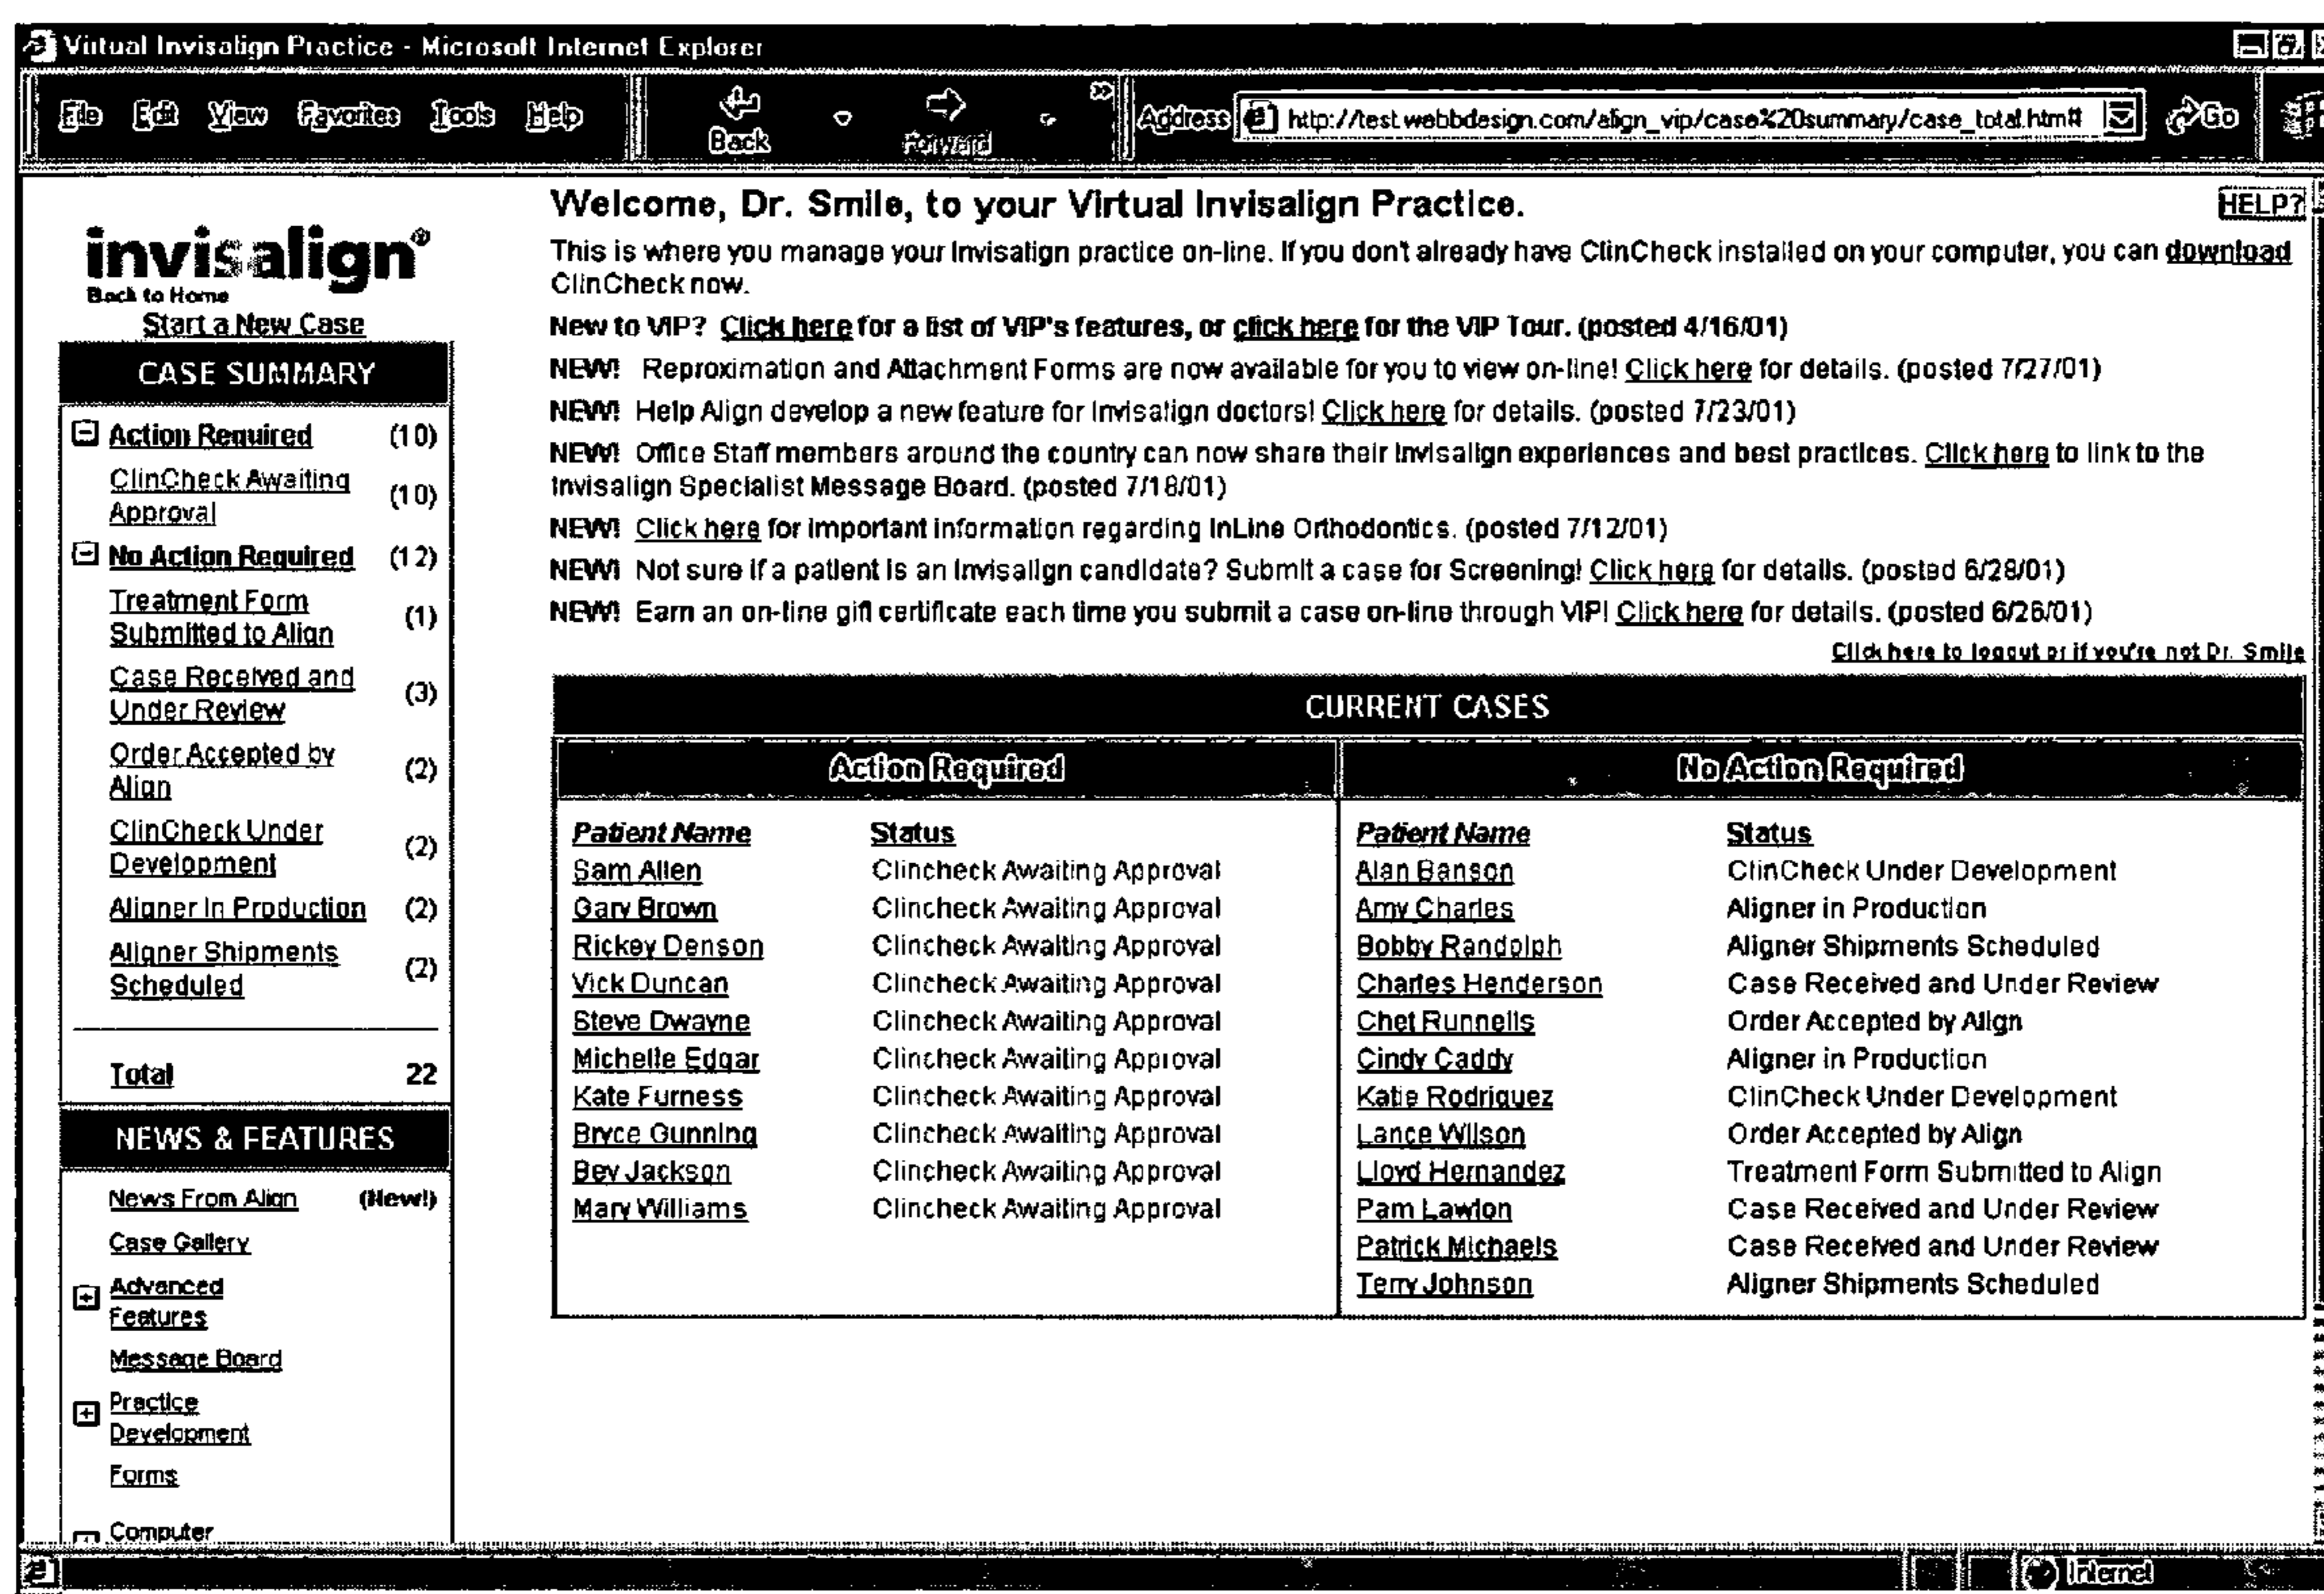 Virtual Invisalign Practice - Microsoft Internet Explorer
File Edit View Favorites Tools Help
Back Forward » Address http://test.webbdesign.com/align_vip/case%20summary/case_total.htm# Go
invisalign®
Back to Home
Start a New Case
CASE SUMMARY
Action Required (10)
ClinCheck Awaiting
Approval (10)
No Action Required (12)
Treatment Form
Submitted to Align (1)
Case Received and
Under Review (3)
Order Accepted by
Align (2)
ClinCheck Under
Development (2)
Aligner In Production (2)
Aligner Shipments
Scheduled (2)
Total 22
NEWS & FEATURES
News From Align (New!)
Case Gallery
Advanced
Features
Message Board
Practice
Development
Forms
Computer
Welcome, Dr. Smile, to your Virtual Invisalign Practice.
HELP?
This is where you manage your Invisalign practice on-line. If you don't already have ClinCheck installed on your computer, you can download
ClinCheck now.
New to VIP? Click here for a list of VIP's features, or click here for the VIP Tour. (posted 4/16/01)
NEW! Reproximation and Attachment Forms are now available for you to view on-line! Click here for details. (posted 7/27/01)
NEW! Help Align develop a new feature for Invisalign doctors! Click here for details. (posted 7/23/01)
NEW! Office Staff members around the country can now share their Invisalign experiences and best practices. Click here to link to the
Invisalign Specialist Message Board. (posted 7/18/01)
NEW! Click here for important information regarding InLine Orthodontics. (posted 7/12/01)
NEW! Not sure if a patient is an Invisalign candidate? Submit a case for Screening! Click here for details. (posted 6/28/01)
NEW! Earn an on-line gift certificate each time you submit a case on-line through VIP! Click here for details. (posted 6/26/01)
Click here to logout or if you're not Dr. Smile
CURRENT CASES
Action Required
Patient Name Status
Sam Allen Clincheck Awaiting Approval
Gary Brown Clincheck Awaiting Approval
Rickey Denson Clincheck Awaiting Approval
Vick Duncan Clincheck Awaiting Approval
Steve Dwayne Clincheck Awaiting Approval
Michelle Edgar Clincheck Awaiting Approval
Kate Furness Clincheck Awaiting Approval
Bryce Gunning Clincheck Awaiting Approval
Bev Jackson Clincheck Awaiting Approval
Mary Williams Clincheck Awaiting Approval
No Action Required
Patient Name Status
Alan Banson ClinCheck Under Development
Amy Charles Aligner in Production
Bobby Randolph Aligner Shipments Scheduled
Charles Henderson Case Received and Under Review
Chet Runnells Order Accepted by Align
Cindy Caddy Aligner in Production
Katie Rodriquez ClinCheck Under Development
Lance Wilson Order Accepted by Align
Lloyd Hernandez Treatment Form Submitted to Align
Pam Lawton Case Received and Under Review
Patrick Michaels Case Received and Under Review
Terry Johnson Aligner Shipments Scheduled
Internet